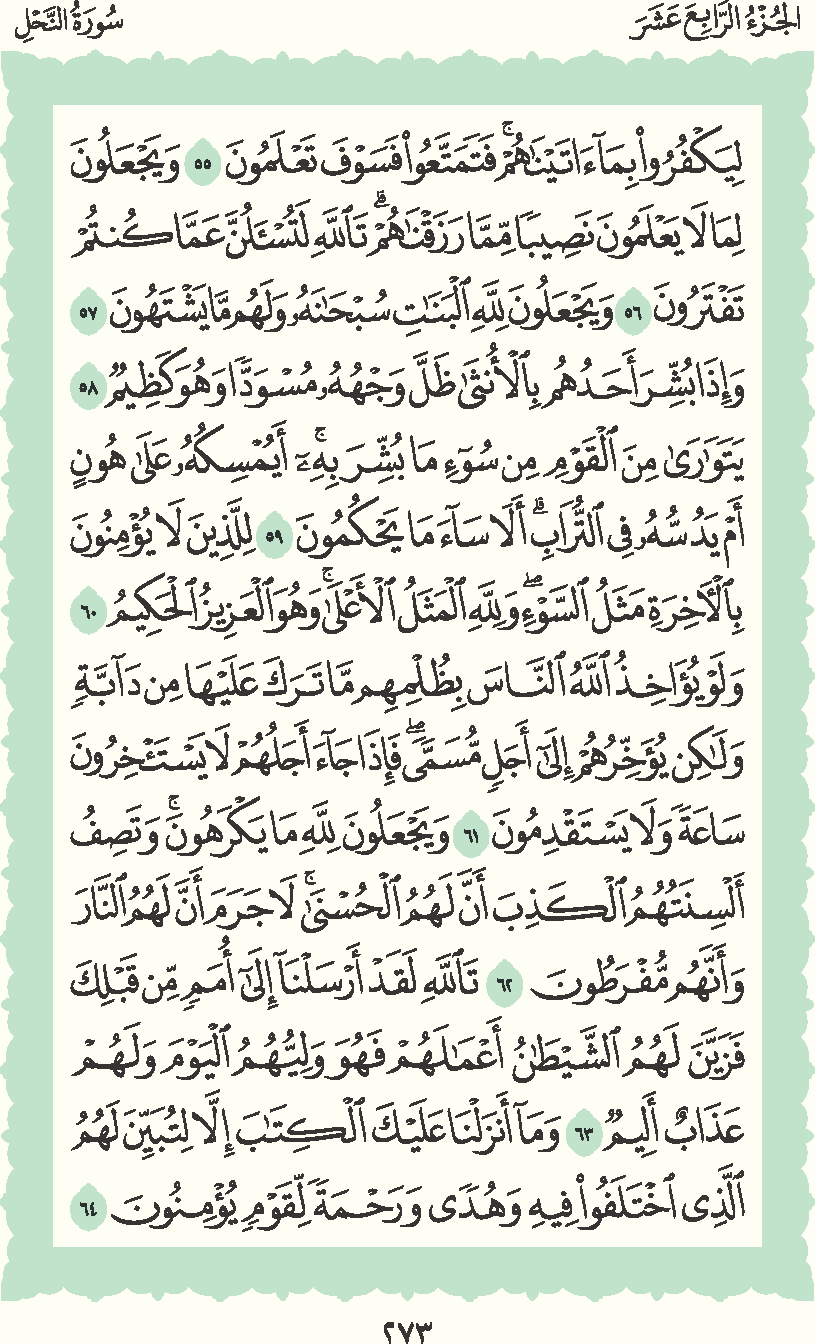 الجُزْءُ الرَّابِعَ عَشَرَ
سُورَةُ النَّحْلِ
لِيَكْفُرُوا۟ بِمَآ ءَاتَيْنَٰهُمْ ۚ فَتَمَتَّعُوا۟ فَسَوْفَ تَعْلَمُونَ ٥٥ وَيَجْعَلُونَ
لِمَا لَا يَعْلَمُونَ نَصِيبًا مِّمَّا رَزَقْنَٰهُمْ ۗ تَٱللَّهِ لَتُسْـَٔلُنَّ عَمَّا كُنتُمْ
تَفْتَرُونَ ٥٦ وَيَجْعَلُونَ لِلَّهِ ٱلْبَنَٰتِ سُبْحَٰنَهُۥ وَلَهُم مَّا يَشْتَهُونَ ٥٧
وَإِذَا بُشِّرَ أَحَدُهُم بِٱلْأُنثَىٰ ظَلَّ وَجْهُهُۥ مُسْوَدًّا وَهُوَ كَظِيمٌ ٥٨
يَتَوَٰرَىٰ مِنَ ٱلْقَوْمِ مِن سُوٓءِ مَا بُشِّرَ بِهِۦٓ ۚ أَيُمْسِكُهُۥ عَلَىٰ هُونٍ
أَمْ يَدُسُّهُۥ فِى ٱلتُّرَابِ ۗ أَلَا سَآءَ مَا يَحْكُمُونَ ٥٩ لِلَّذِينَ لَا يُؤْمِنُونَ
بِٱلْـَٔاخِرَةِ مَثَلُ ٱلسَّوْءِ ۖ وَلِلَّهِ ٱلْمَثَلُ ٱلْأَعْلَىٰ ۚ وَهُوَ ٱلْعَزِيزُ ٱلْحَكِيمُ ٦٠
وَلَوْ يُؤَاخِذُ ٱللَّهُ ٱلنَّاسَ بِظُلْمِهِم مَّا تَرَكَ عَلَيْهَا مِن دَآبَّةٍ
وَلَٰكِن يُؤَخِّرُهُمْ إِلَىٰٓ أَجَلٍ مُّسَمًّى ۖ فَإِذَا جَآءَ أَجَلُهُمْ لَا يَسْتَـْٔخِرُونَ
سَاعَةً وَلَا يَسْتَقْدِمُونَ ٦١ وَيَجْعَلُونَ لِلَّهِ مَا يَكْرَهُونَ ۚ وَتَصِفُ
أَلْسِنَتُهُمُ ٱلْكَذِبَ أَنَّ لَهُمُ ٱلْحُسْنَىٰ ۚ لَا جَرَمَ أَنَّ لَهُمُ ٱلنَّارَ
وَأَنَّهُم مُّفْرَطُونَ ٦٢ تَٱللَّهِ لَقَدْ أَرْسَلْنَآ إِلَىٰٓ أُمَمٍ مِّن قَبْلِكَ
فَزَيَّنَ لَهُمُ ٱلشَّيْطَٰنُ أَعْمَٰلَهُمْ فَهُوَ وَلِيُّهُمُ ٱلْيَوْمَ وَلَهُمْ
عَذَابٌ أَلِيمٌ ٦٣ وَمَآ أَنزَلْنَا عَلَيْكَ ٱلْكِتَٰبَ إِلَّا لِتُبَيِّنَ لَهُمُ
ٱلَّذِى ٱخْتَلَفُوا۟ فِيهِ وَهُدًى وَرَحْمَةً لِّقَوْمٍ يُؤْمِنُونَ ٦٤
٢٧٣